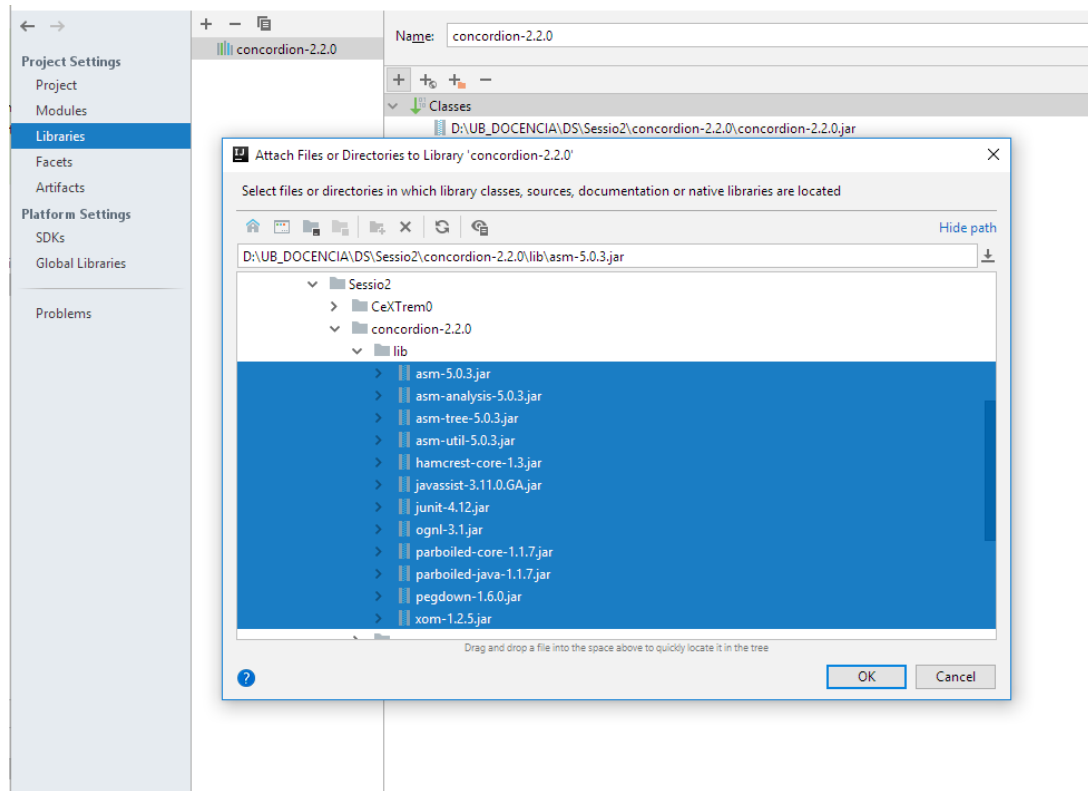 Project Settings
Project
Modules
Libraries
Facets
Artifacts
Platform Settings
SDKs
Global Libraries
Problems
concordion-2.2.0
Name: concordion-2.2.0
Classes
D:\UB_DOCENCIA\DS\Sessio2\concordion-2.2.0\concordion-2.2.0.jar
Attach Files or Directories to Library 'concordion-2.2.0'
Select files or directories in which library classes, sources, documentation or native libraries are located
Hide path
D:\UB_DOCENCIA\DS\Sessio2\concordion-2.2.0\lib\asm-5.0.3.jar
Sessio2
CeXTrem0
concordion-2.2.0
lib
asm-5.0.3.jar
asm-analysis-5.0.3.jar
asm-tree-5.0.3.jar
asm-util-5.0.3.jar
hamcrest-core-1.3.jar
javassist-3.11.0.GA.jar
junit-4.12.jar
ognl-3.1.jar
parboiled-core-1.1.7.jar
parboiled-java-1.1.7.jar
pegdown-1.6.0.jar
xom-1.2.5.jar
Drag and drop a file into the space above to quickly locate it in the tree
? OK Cancel